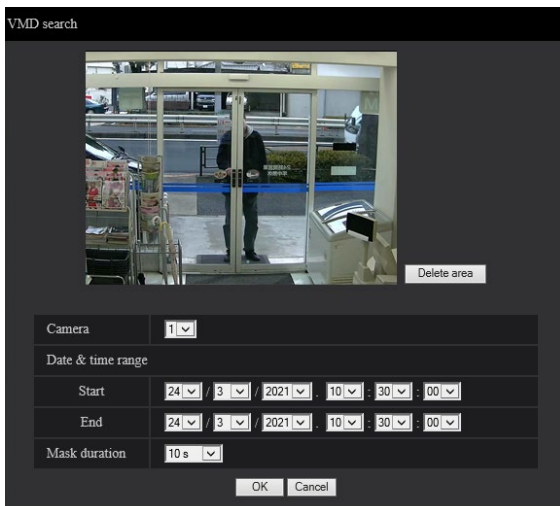 VMD search
Delete area
Camera 1
Date & time range
Start 24 / 3 / 2021 . 10 : 30 : 00
End 24 / 3 / 2021 . 10 : 30 : 00
Mask duration 10 s
OK Cancel